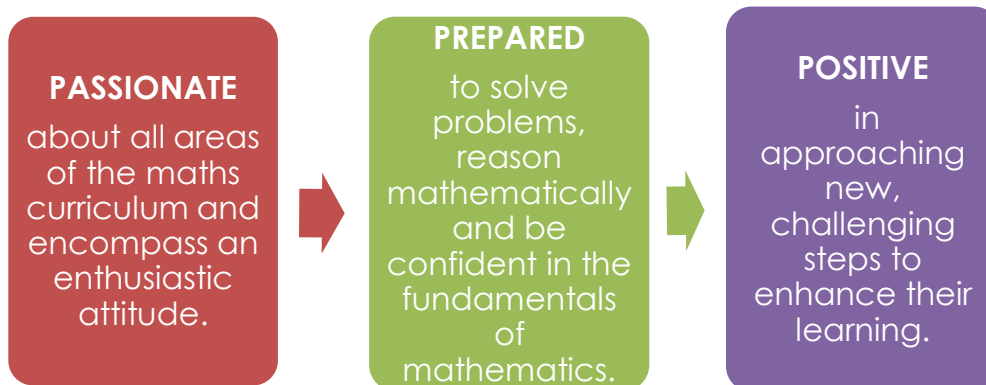 PASSIONATE
about all areas
of the maths
curriculum and
encompass an
enthusiastic
attitude.
PREPARED
to solve
problems,
reason
mathematically
and be
confident in the
fundamentals
of
mathematics.
POSITIVE
in
approaching
new,
challenging
steps to
enhance their
learning.